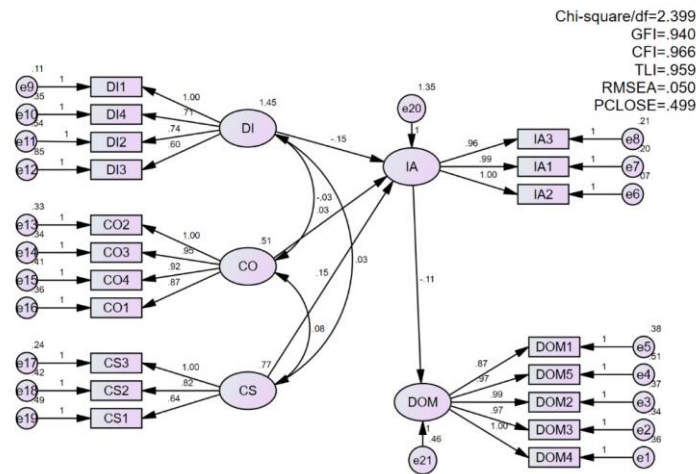 Chi-square/df=2.399
GFI=.940
CFI=.966
TLI=.959
RMSEA=.050
PCLOSE=.499
.11
e9 1 DI1
.35
e10 1 DI4
.54
e11 1 DI2
.85
e12 1 DI3
1.00
.71
.74
.60
1.45
DI
-.15
1.35
e20
1
IA
.96
.99
1.00
IA3 1 e8
.21
IA1 1 e7
.20
IA2 1 e6
.07
-.03
.03
.03
.33
e13 1 CO2
.34
e14 1 CO3
.41
e15 1 CO4
.36
e16 1 CO1
1.00
.95
.92
.87
.51
CO
.15
-.11
.08
.24
e17 1 CS3
.42
e18 1 CS2
.49
e19 1 CS1
1.00
.82
.64
.77
CS
DOM
1
.46
e21
.87
.97
.99
.97
1.00
DOM1 1 e5
.38
DOM5 1 e4
.51
DOM2 1 e3
.37
DOM3 1 e2
.34
DOM4 1 e1
.36